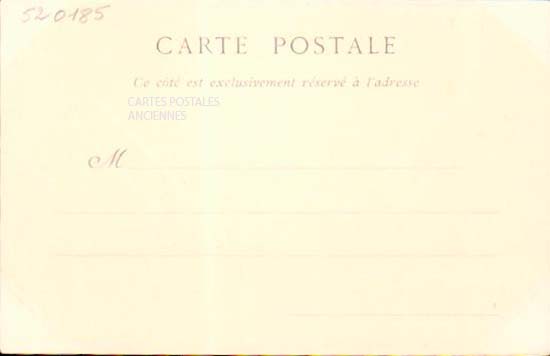 520185
CARTE POSTALE
Ce côté est exclusivement réservé à l'adresse
CARTES POSTALES
ANCIENNES
M